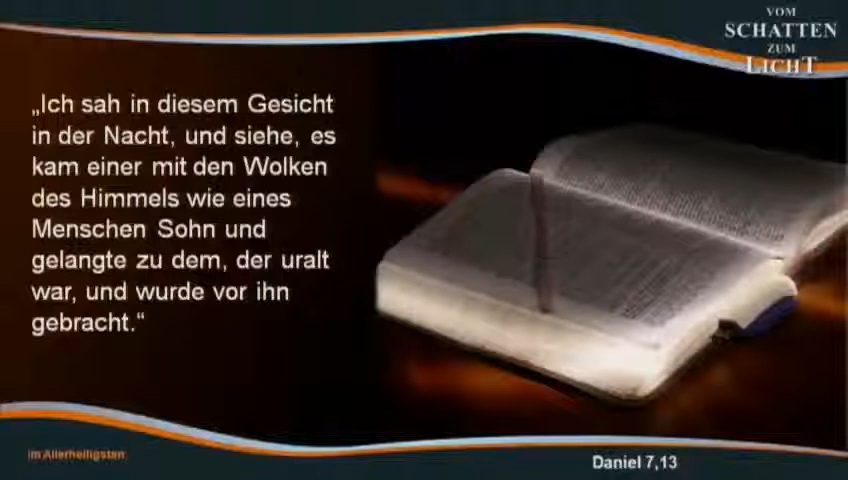 VOM
SCHATTEN
ZUM
LICHT
„Ich sah in diesem Gesicht
in der Nacht, und siehe, es
kam einer mit den Wolken
des Himmels wie eines
Menschen Sohn und
gelangte zu dem, der uralt
war, und wurde vor ihn
gebracht.“
im Allerheiligsten
Daniel 7,13